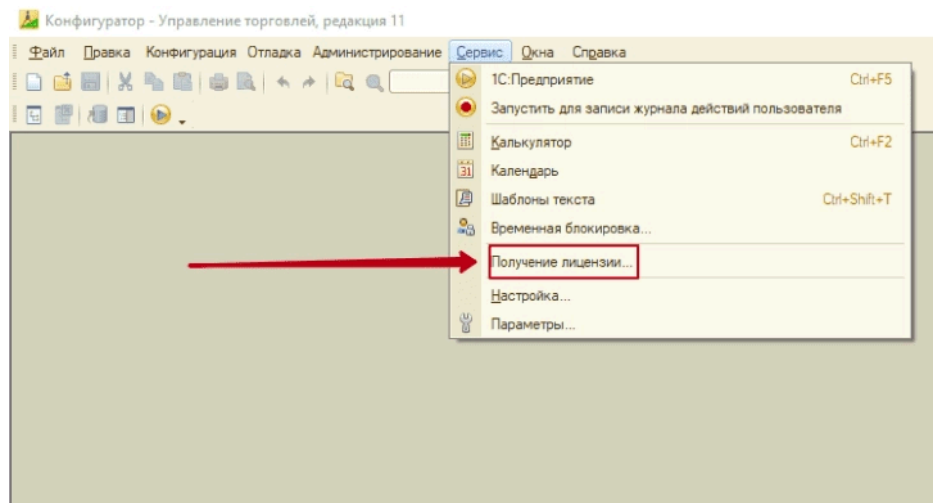 Конфигуратор - Управление торговлей, редакция 11
Файл Правка Конфигурация Отладка Администрирование Сервис Окна Справка
1С:Предприятие Ctrl+F5
Запустить для записи журнала действий пользователя
Калькулятор Ctrl+F2
31 Календарь
Шаблоны текста Ctrl+Shift+T
Временная блокировка...
Получение лицензии...
Настройка...
Параметры...